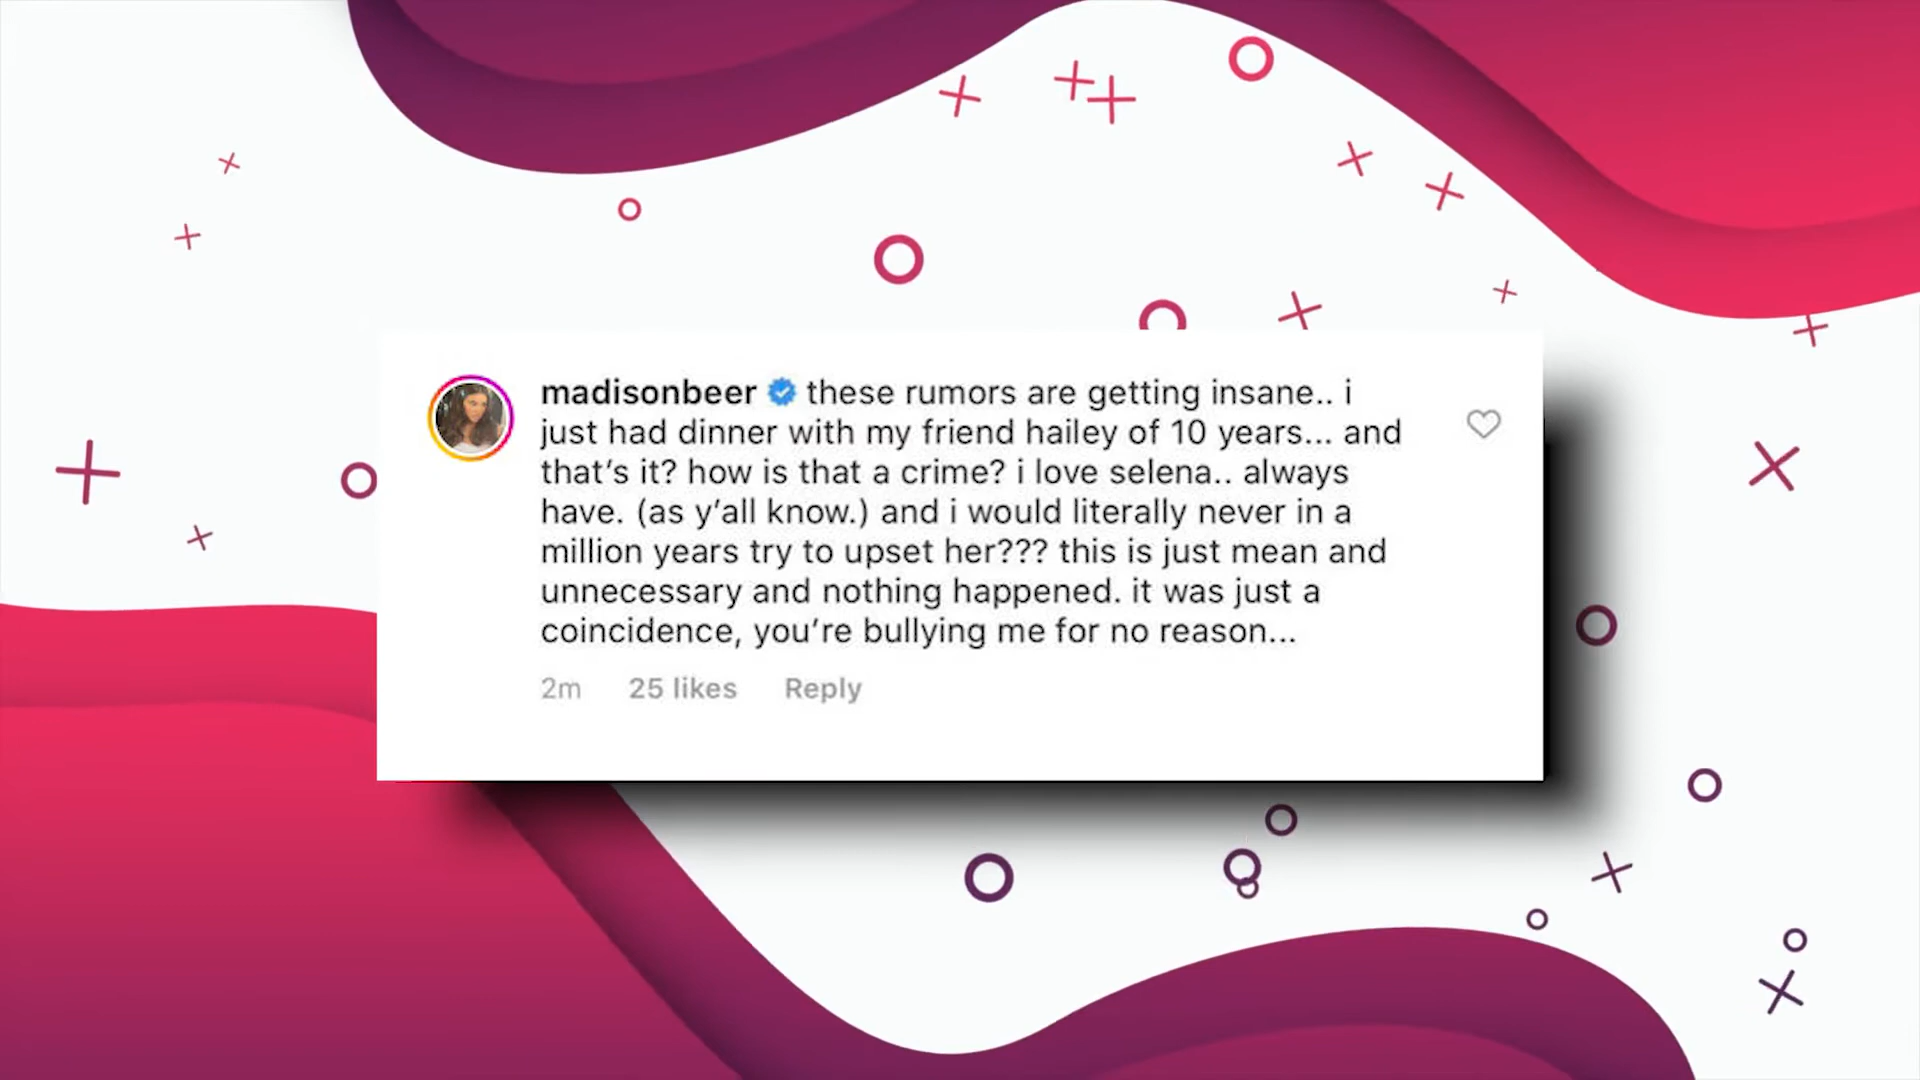 madisonbeer these rumors are getting insane.. i
just had dinner with my friend hailey of 10 years... and
that’s it? how is that a crime? i love selena.. always
have. (as y’all know.) and i would literally never in a
million years try to upset her??? this is just mean and
unnecessary and nothing happened. it was just a
coincidence, you’re bullying me for no reason...
2m 25 likes Reply